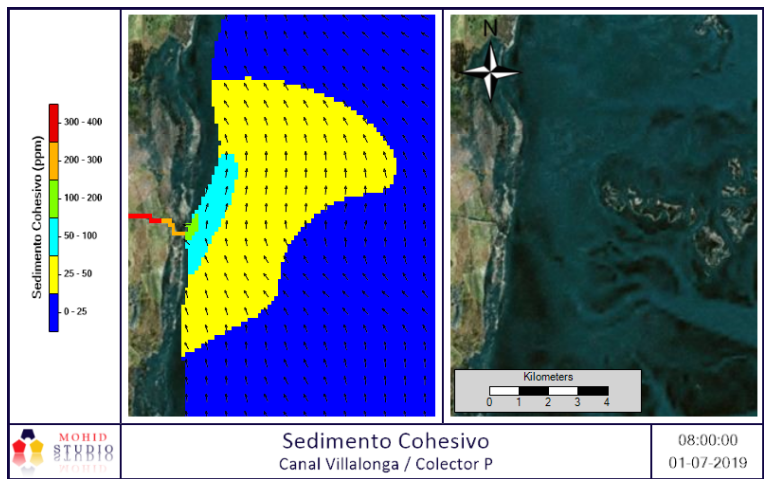 Sedimento Cohesivo (ppm)
300 - 400
200 - 300
100 - 200
50 - 100
25 - 50
0 - 25
N
Kilometers
0 1 2 3 4
MOHID
STUDIO
Sedimento Cohesivo
Canal Villalonga / Colector P
08:00:00
01-07-2019